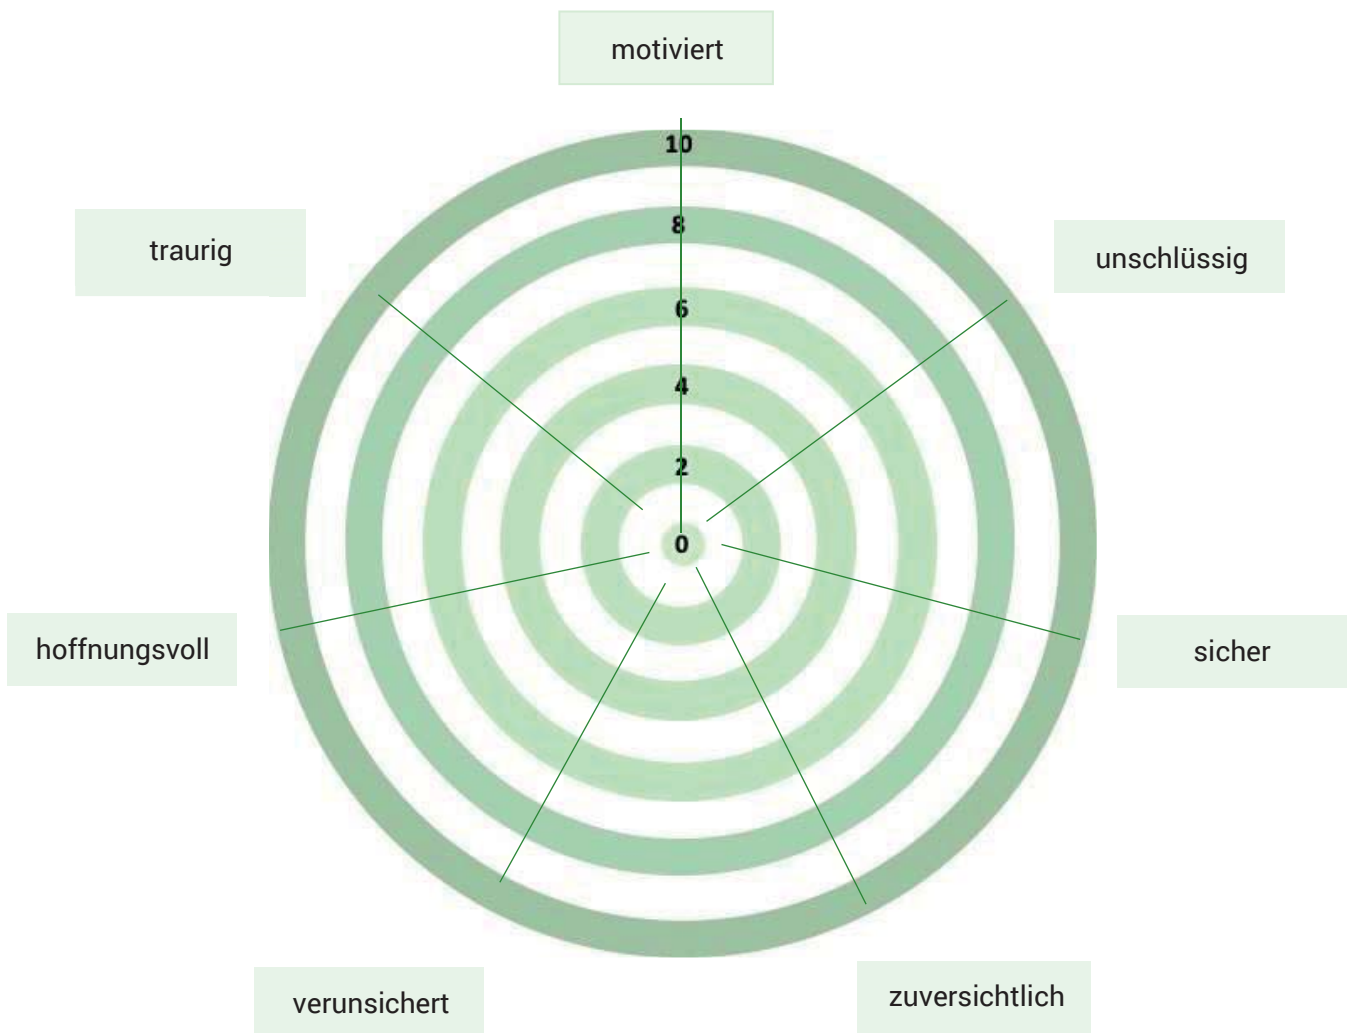 motiviert
10
traurig
8
unschlüssig
6
4
2
0
hoffnungsvoll
sicher
verunsichert
zuversichtlich